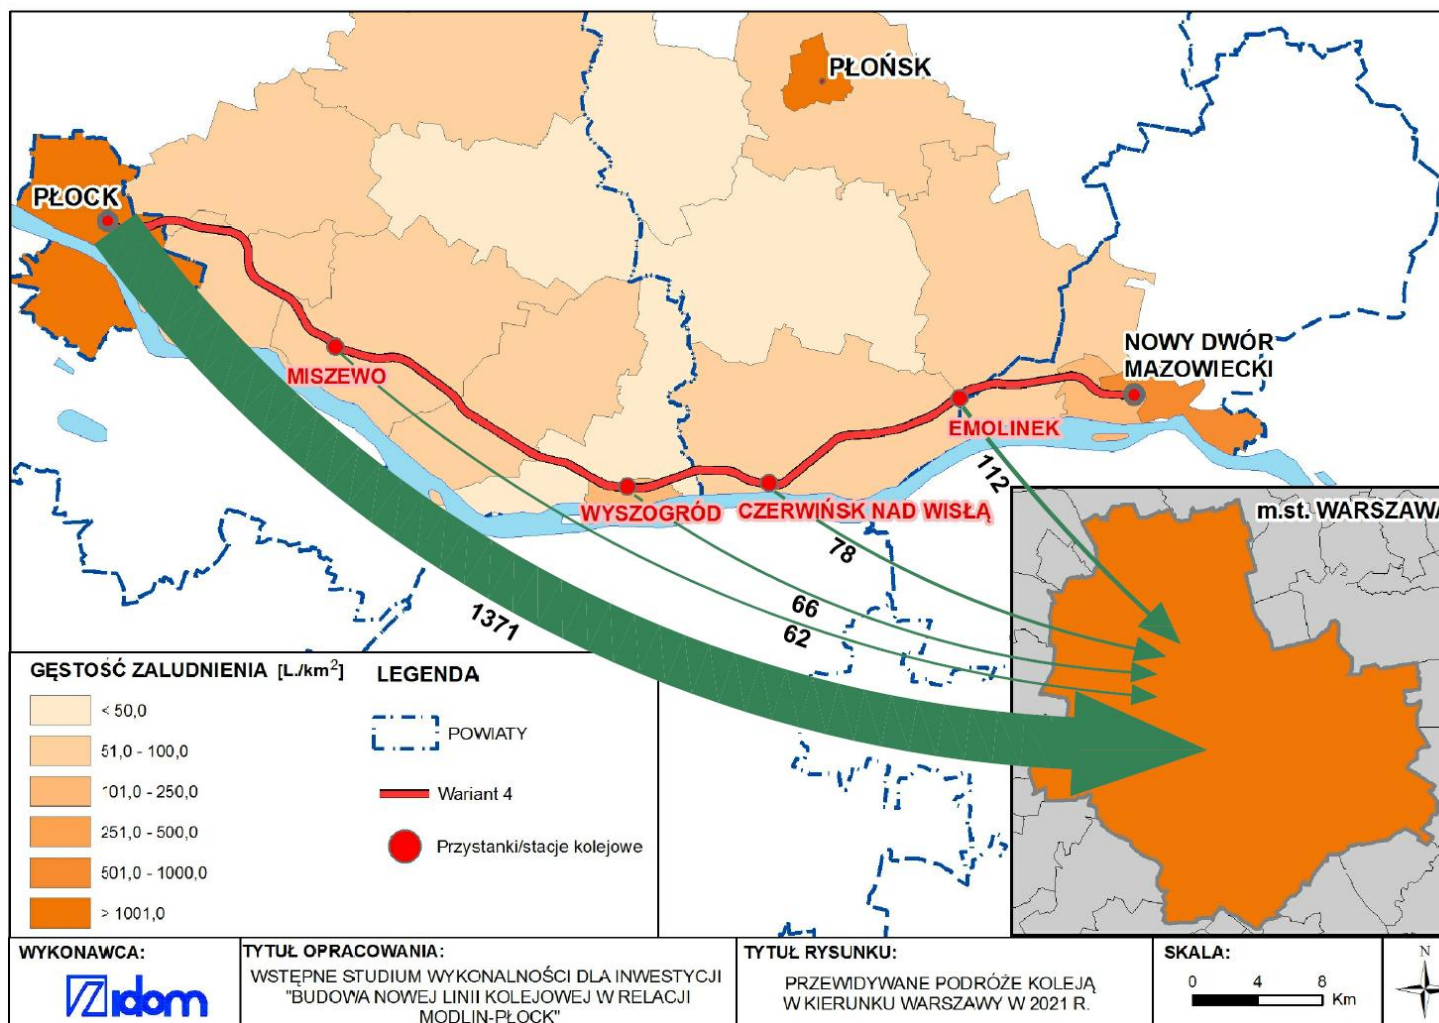 PŁOŃSK
PŁOCK
NOWY DWÓR
MAZOWIECKI
MISZEWO
EMOLINEK
WYSZOGRÓD
CZERWIŃSK NAD WISŁĄ
112
m.st. WARSZAWA
78
66
62
1371
GĘSTOŚĆ ZALUDNIENIA [L./km²]
< 50,0
51,0 - 100,0
101,0 - 250,0
251,0 - 500,0
501,0 - 1000,0
> 1001,0
LEGENDA
POWIATY
Wariant 4
Przystanki/stacje kolejowe
WYKONAWCA:
idom
TYTUŁ OPRACOWANIA:
WSTĘPNE STUDIUM WYKONALNOŚCI DLA INWESTYCJI
"BUDOWA NOWEJ LINII KOLEJOWEJ W RELACJI
MODLIN-PŁOCK"
TYTUŁ RYSUNKU:
PRZEWIDYWANE PODRÓŻE KOLEJĄ
W KIERUNKU WARSZAWY W 2021 R.
SKALA:
0 4 8
Km
N